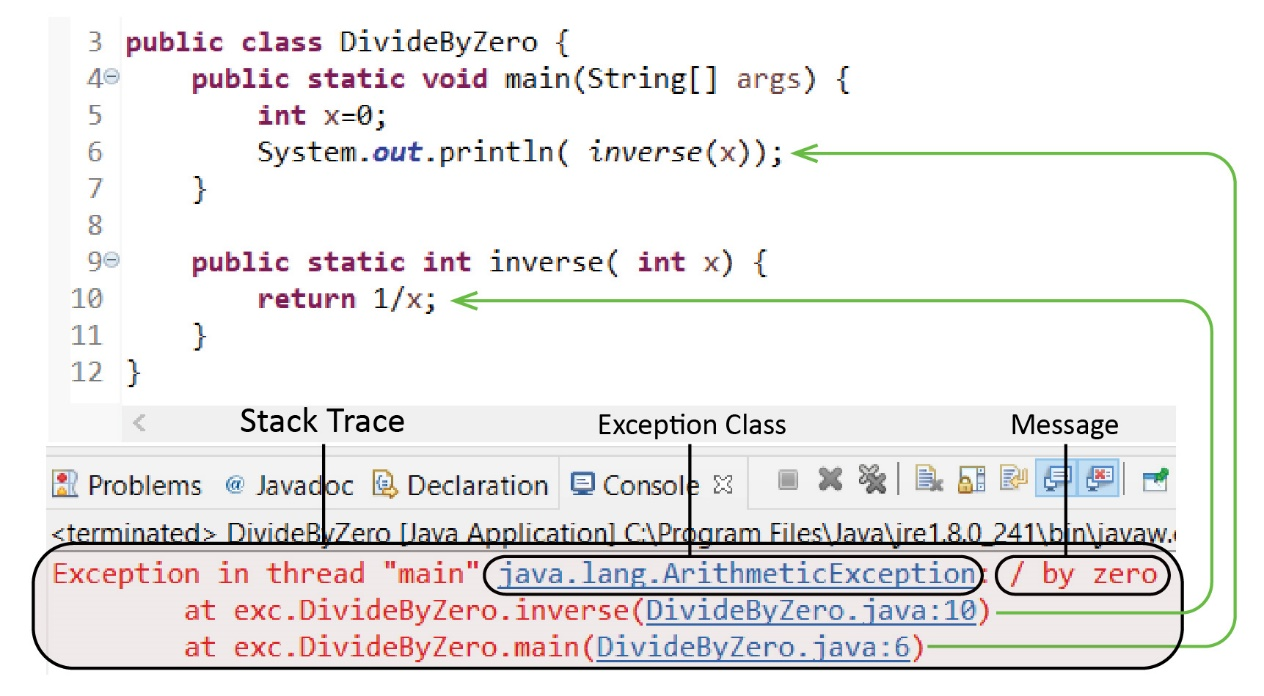 3 public class DivideByZero {
4 public static void main(String[] args) {
5 int x=0;
6 System.out.println( inverse(x));
7 }
8
9 public static int inverse( int x) {
10 return 1/x;
11 }
12 }
< Stack Trace Exception Class Message
Problems @ Javadoc Declaration Console
<terminated> DivideByZero [Java Application] C:\Program Files\Java\jre1.8.0_241\bin\javaw.
Exception in thread "main" java.lang.ArithmeticException: / by zero
at exc.DivideByZero.inverse(DivideByZero.java:10)
at exc.DivideByZero.main(DivideByZero.java:6)